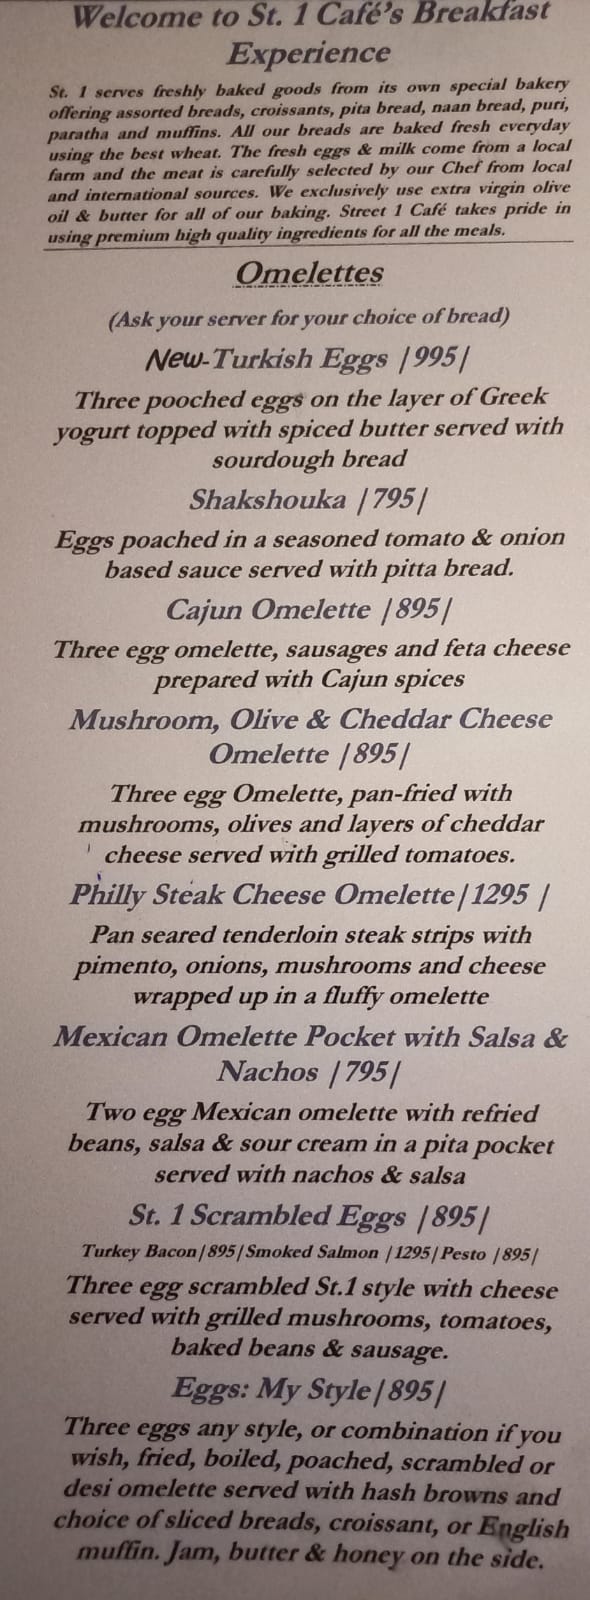 Welcome to St. 1 Café's Breakfast
Experience
St. 1 serves freshly baked goods from its own special bakery
offering assorted breads, croissants, pita bread, naan bread, puri,
paratha and muffins. All our breads are baked fresh everyday
using the best wheat. The fresh eggs & milk come from a local
farm and the meat is carefully selected by our Chef from local
and international sources. We exclusively use extra virgin olive
oil & butter for all of our baking. Street 1 Café takes pride in
using premium high quality ingredients for all the meals.
Omelettes
(Ask your server for your choice of bread)
New-Turkish Eggs |995|
Three pooched eggs on the layer of Greek
yogurt topped with spiced butter served with
sourdough bread
Shakshouka |795|
Eggs poached in a seasoned tomato & onion
based sauce served with pitta bread.
Cajun Omelette |895|
Three egg omelette, sausages and feta cheese
prepared with Cajun spices
Mushroom, Olive & Cheddar Cheese
Omelette |895|
Three egg Omelette, pan-fried with
mushrooms, olives and layers of cheddar
cheese served with grilled tomatoes.
Philly Steak Cheese Omelette|1295 |
Pan seared tenderloin steak strips with
pimento, onions, mushrooms and cheese
wrapped up in a fluffy omelette
Mexican Omelette Pocket with Salsa &
Nachos |795|
Two egg Mexican omelette with refried
beans, salsa & sour cream in a pita pocket
served with nachos & salsa
St. 1 Scrambled Eggs |895|
Turkey Bacon|895|Smoked Salmon |1295|Pesto |895|
Three egg scrambled St.1 style with cheese
served with grilled mushrooms, tomatoes,
baked beans & sausage.
Eggs: My Style|895|
Three eggs any style, or combination if you
wish, fried, boiled, poached, scrambled or
desi omelette served with hash browns and
choice of sliced breads, croissant, or English
muffin. Jam, butter & honey on the side.